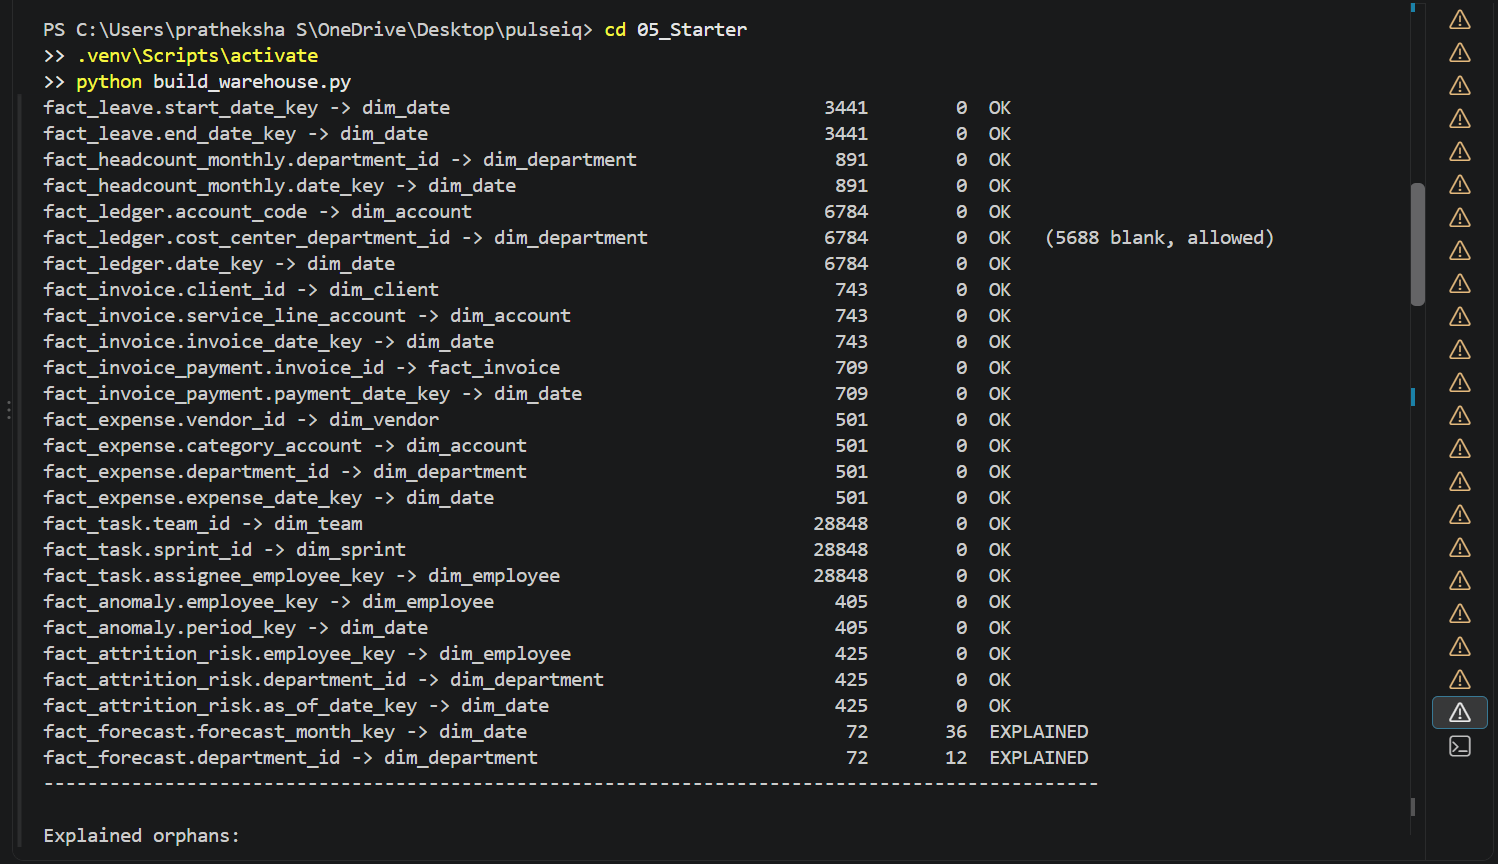 PS C:\Users\pratheksha S\OneDrive\Desktop\pulseiq> cd 05_Starter
>> .venv\Scripts\activate
>> python build_warehouse.py
fact_leave.start_date_key -> dim_date 3441 0 OK
fact_leave.end_date_key -> dim_date 3441 0 OK
fact_headcount_monthly.department_id -> dim_department 891 0 OK
fact_headcount_monthly.date_key -> dim_date 891 0 OK
fact_ledger.account_code -> dim_account 6784 0 OK
fact_ledger.cost_center_department_id -> dim_department 6784 0 OK (5688 blank, allowed)
fact_ledger.date_key -> dim_date 6784 0 OK
fact_invoice.client_id -> dim_client 743 0 OK
fact_invoice.service_line_account -> dim_account 743 0 OK
fact_invoice.invoice_date_key -> dim_date 743 0 OK
fact_invoice_payment.invoice_id -> fact_invoice 709 0 OK
fact_invoice_payment.payment_date_key -> dim_date 709 0 OK
fact_expense.vendor_id -> dim_vendor 501 0 OK
fact_expense.category_account -> dim_account 501 0 OK
fact_expense.department_id -> dim_department 501 0 OK
fact_expense.expense_date_key -> dim_date 501 0 OK
fact_task.team_id -> dim_team 28848 0 OK
fact_task.sprint_id -> dim_sprint 28848 0 OK
fact_task.assignee_employee_key -> dim_employee 28848 0 OK
fact_anomaly.employee_key -> dim_employee 405 0 OK
fact_anomaly.period_key -> dim_date 405 0 OK
fact_attrition_risk.employee_key -> dim_employee 425 0 OK
fact_attrition_risk.department_id -> dim_department 425 0 OK
fact_attrition_risk.as_of_date_key -> dim_date 425 0 OK
fact_forecast.forecast_month_key -> dim_date 72 36 EXPLAINED
fact_forecast.department_id -> dim_department 72 12 EXPLAINED
------------------------------------------------------------------------------------------------
Explained orphans: